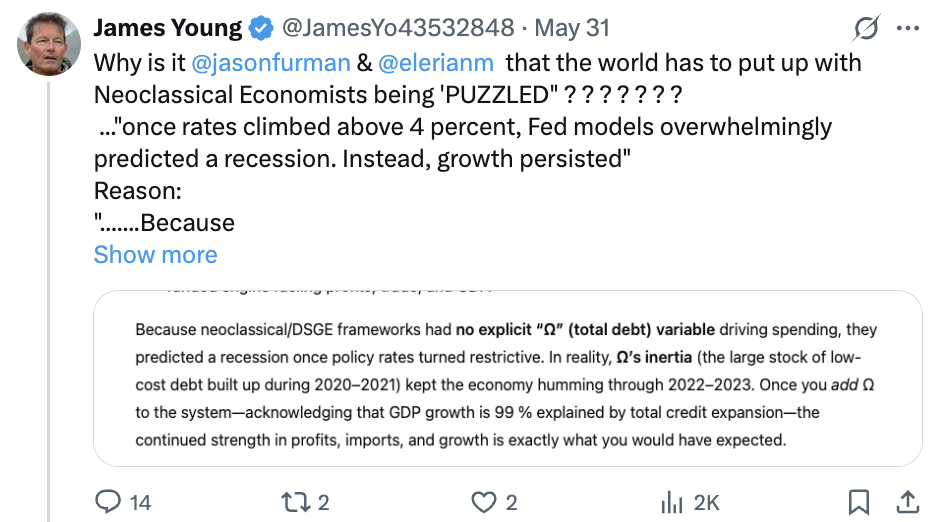 James Young @JamesYo43532848 · May 31
Why is it @jasonfurman & @elerianm that the world has to put up with
Neoclassical Economists being 'PUZZLED" ? ? ? ? ? ? ?
..."once rates climbed above 4 percent, Fed models overwhelmingly
predicted a recession. Instead, growth persisted"
Reason:
".......Because
Show more
Because neoclassical/DSGE frameworks had no explicit “Ω” (total debt) variable driving spending, they
predicted a recession once policy rates turned restrictive. In reality, Ω’s inertia (the large stock of low-
cost debt built up during 2020–2021) kept the economy humming through 2022–2023. Once you add Ω
to the system—acknowledging that GDP growth is 99 % explained by total credit expansion—the
continued strength in profits, imports, and growth is exactly what you would have expected.
14 2 2 2K